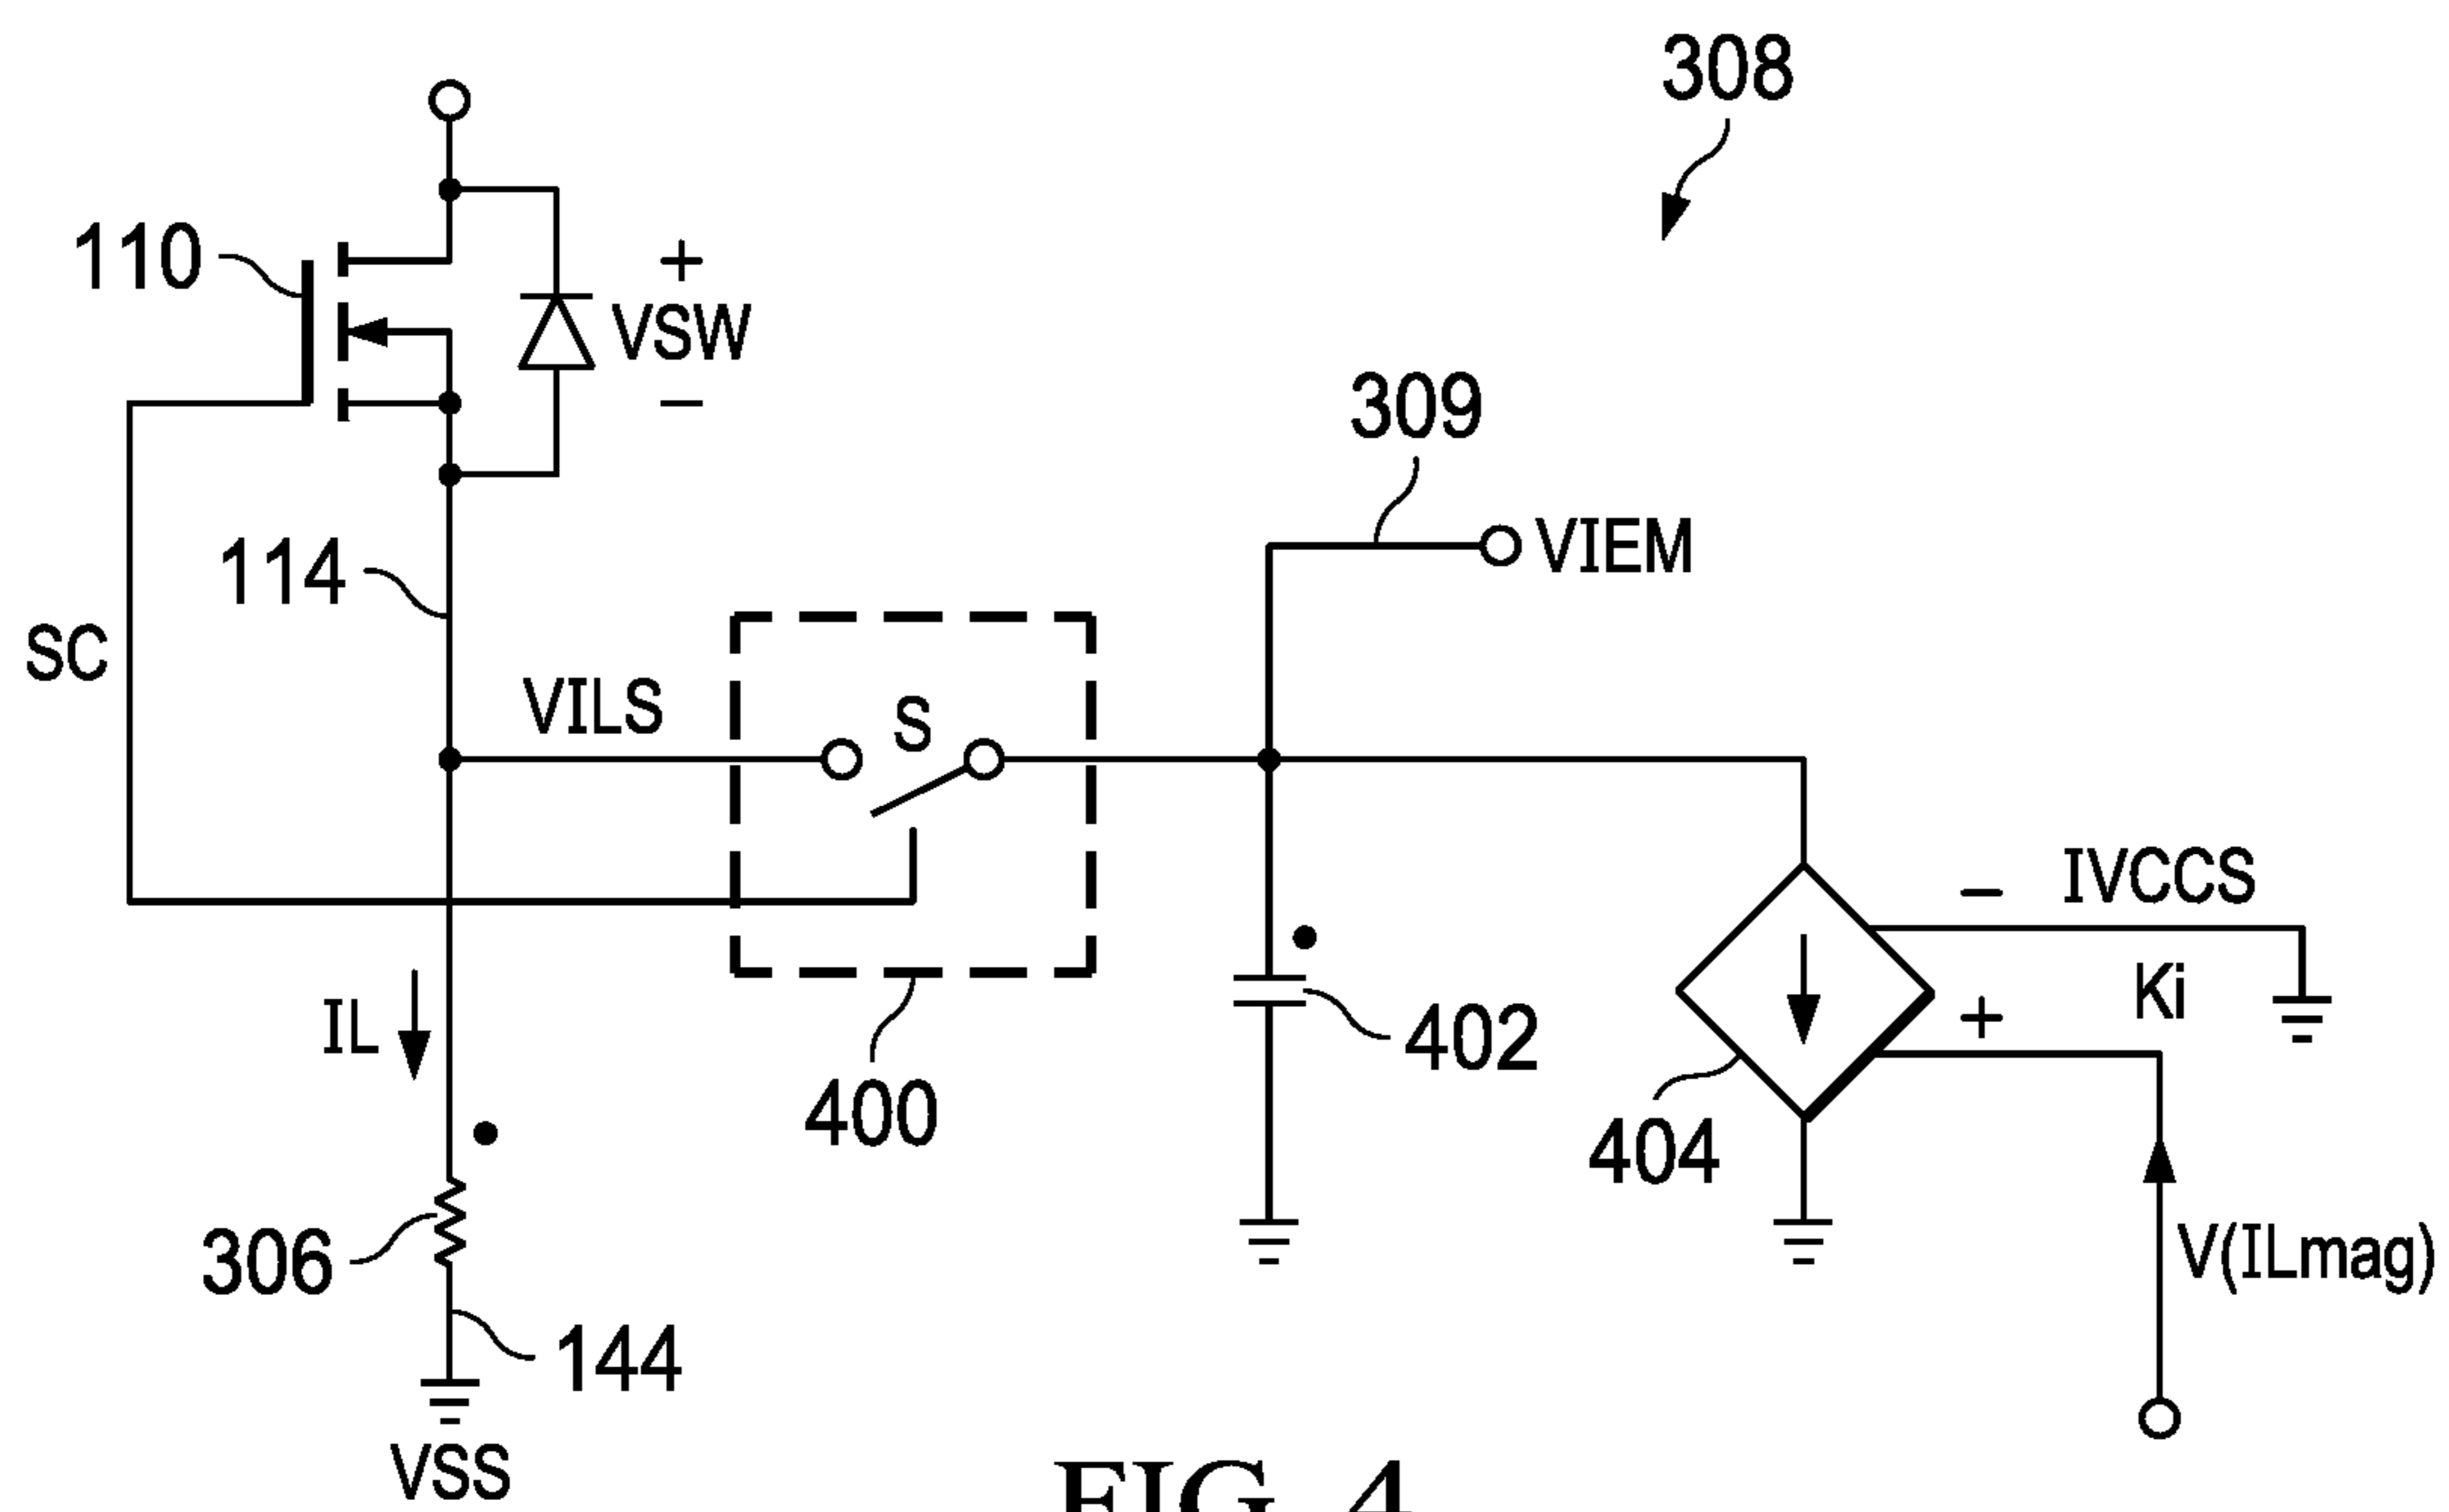 308
110
+
VSW
−
309
114
VIEM
SC
VILS
S
−
IVCCS
Ki
+
IL
402
400
404
306
V(ILmag)
144
VSS
FIG. 4